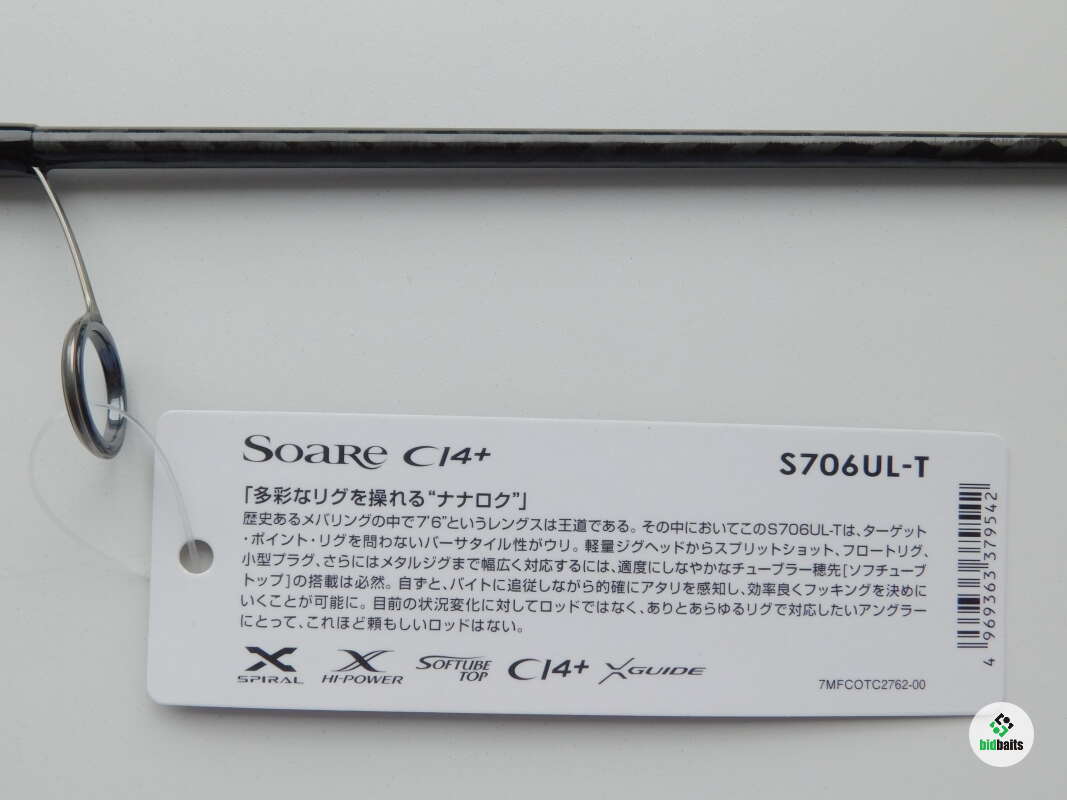 Soare CI4+
S706UL-T
「多彩なリグを操れる“ナナロク”」
歴史あるメバリングの中で7’6”というレングスは王道である。その中においてこのS706UL-Tは、ターゲット
・ポイント・リグを問わないバーサタイル性がウリ。軽量ジグヘッドからスプリットショット、フロートリグ、
小型プラグ、さらにはメタルジグまで幅広く対応するには、適度にしなやかなチューブラー穂先[ソフチューブ
トップ]の搭載は必然。自ずと、バイトに追従しながら的確にアタリを感知し、効率良くフッキングを決めに
いくことが可能に。目前の状況変化に対してロッドではなく、ありとあらゆるリグで対応したいアングラー
にとって、これほど頼もしいロッドはない。
X SPIRAL
X HI-POWER
SOFTUBE TOP
CI4+
XGUIDE
7MFCOTC2762-00
4 969363 379542
bidbaits